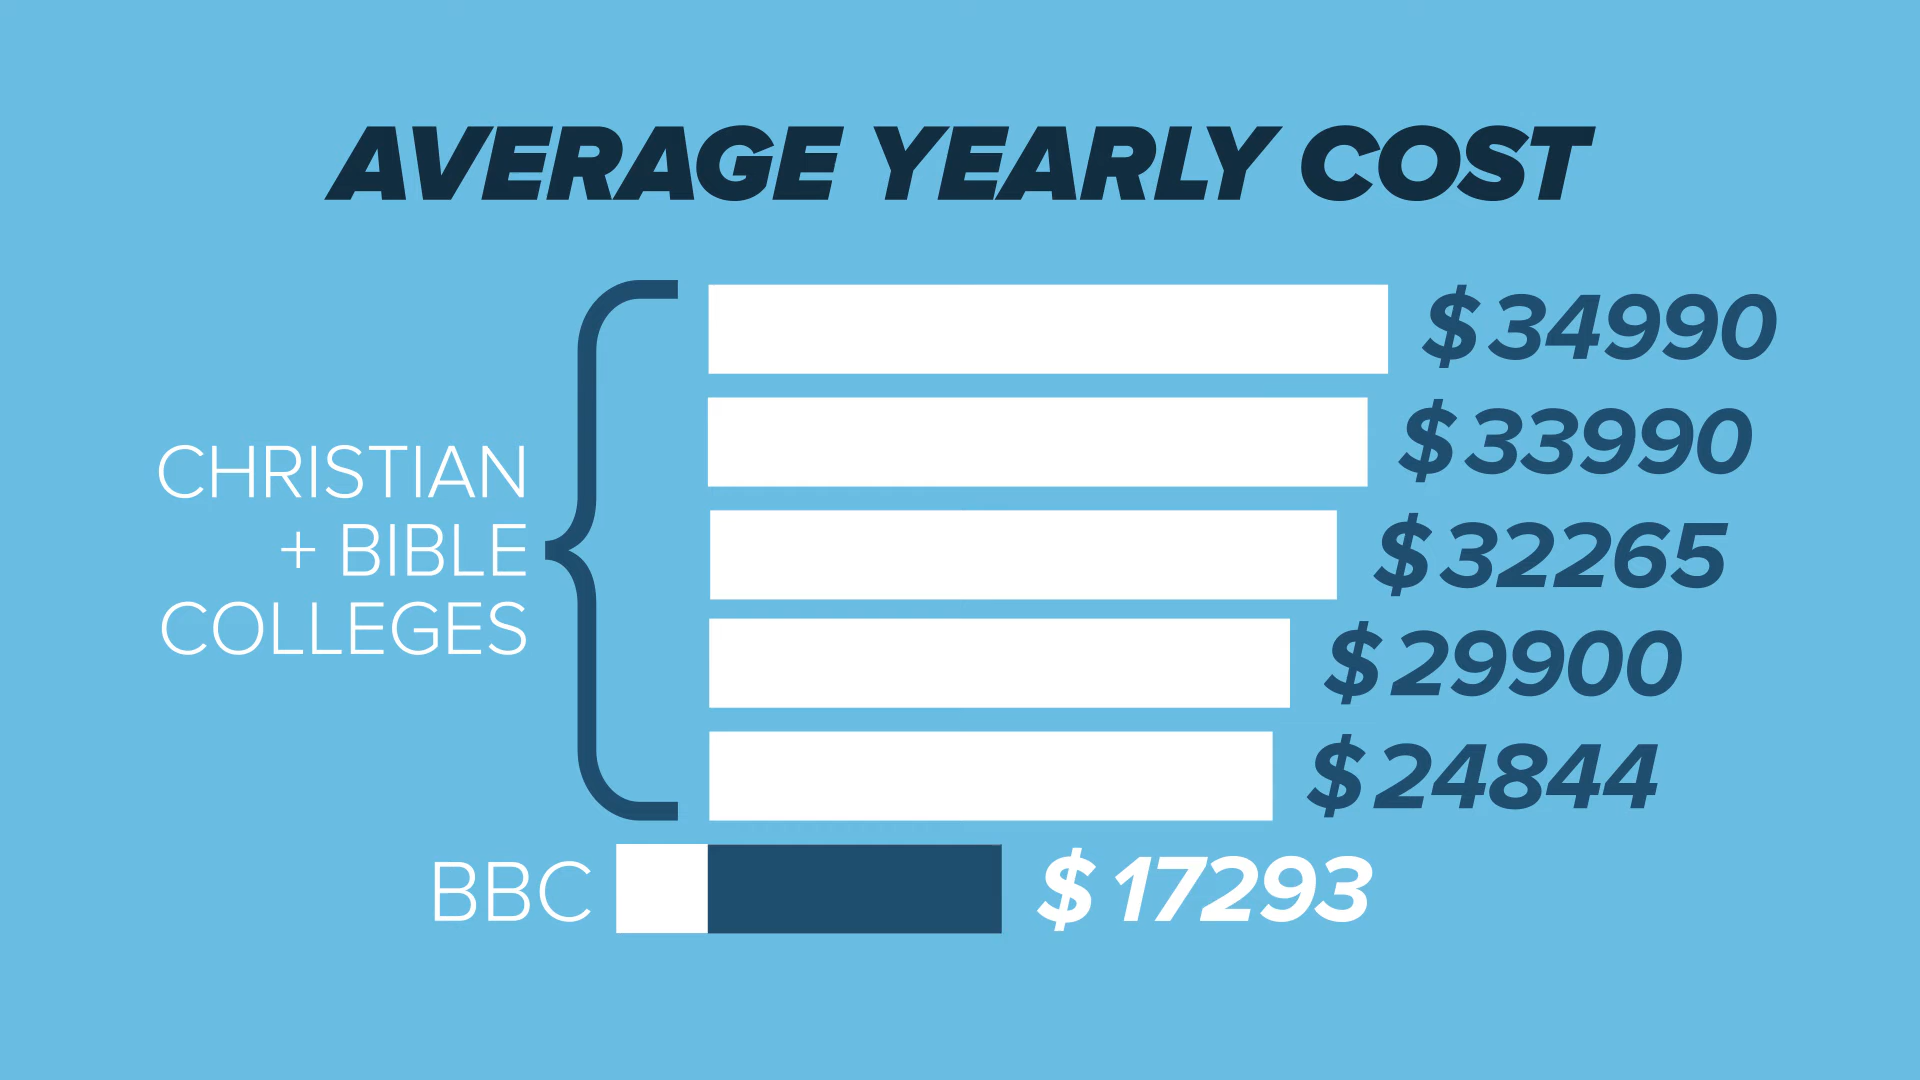 AVERAGE YEARLY COST
$34990
$33990
CHRISTIAN
+ BIBLE
COLLEGES
$32265
$29900
$24844
BBC $17293